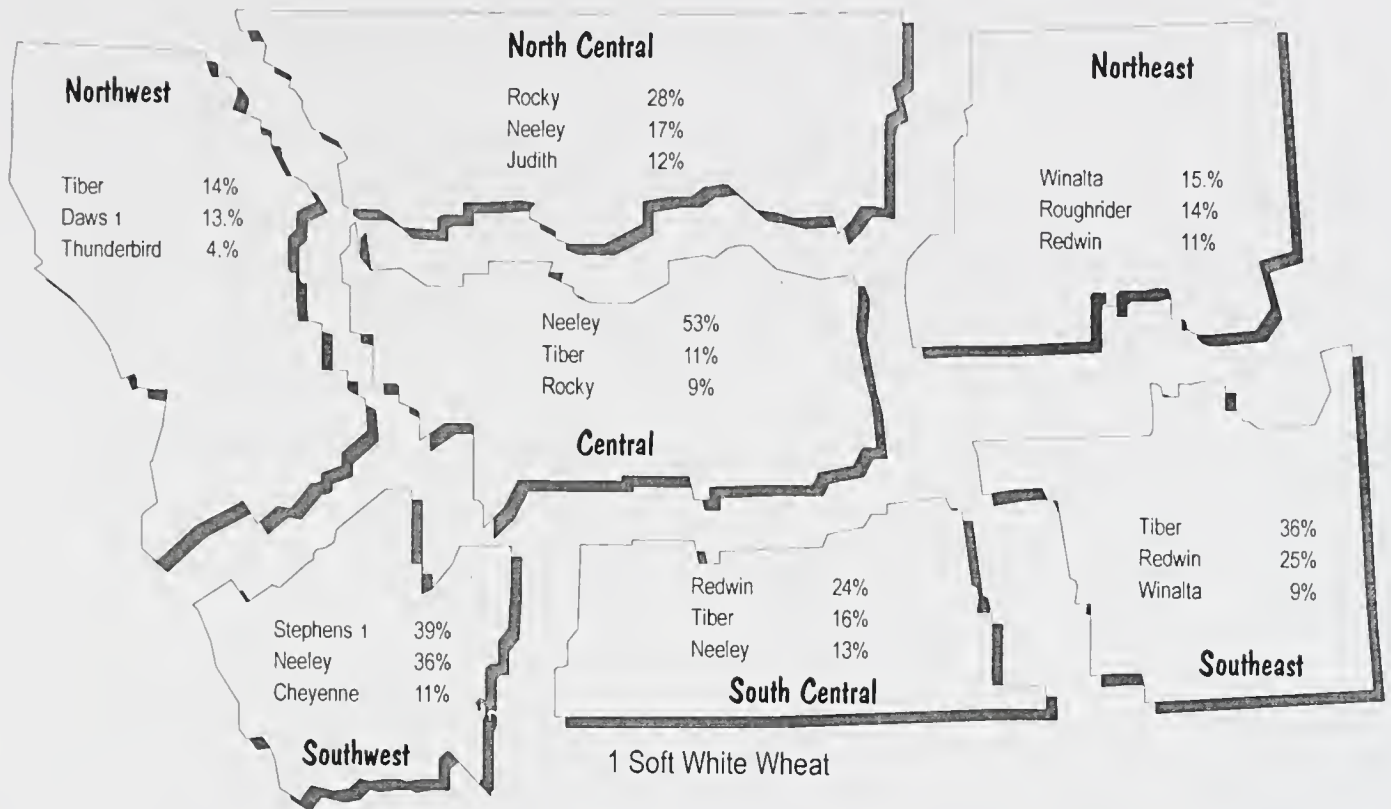 North Central
Rocky 28%
Neeley 17%
Judith 12%
Northwest
Tiber 14%
Daws 1 13.%
Thunderbird 4.%
Northeast
Winalta 15.%
Roughrider 14%
Redwin 11%
Neeley 53%
Tiber 11%
Rocky 9%
Central
Stephens 1 39%
Neeley 36%
Cheyenne 11%
Southwest
Redwin 24%
Tiber 16%
Neeley 13%
South Central
Tiber 36%
Redwin 25%
Winalta 9%
Southeast
1 Soft White Wheat